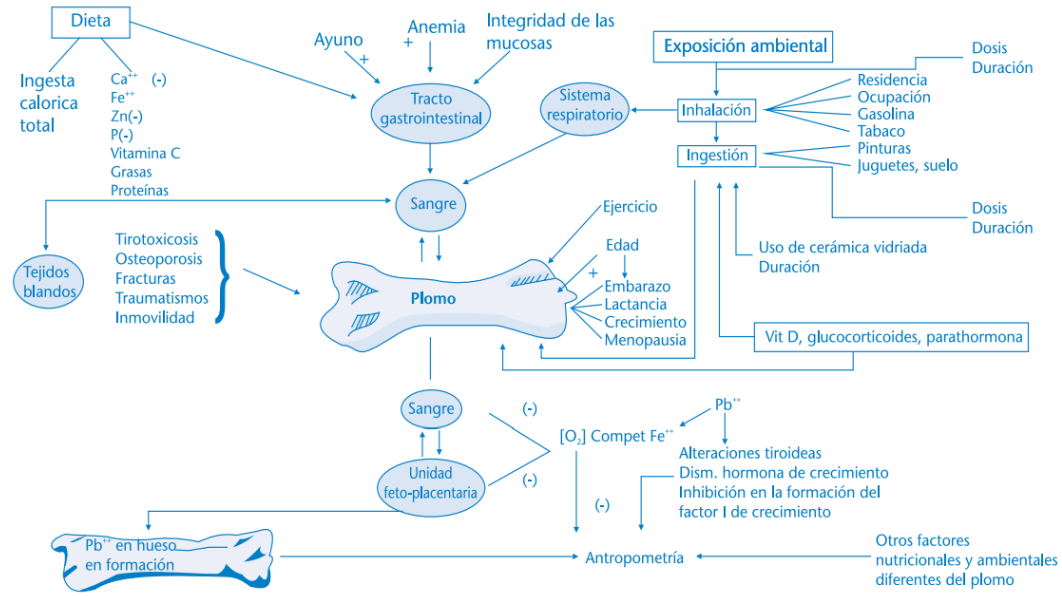 Dieta
Ingesta
calorica
total
Ca⁺⁺ (-)
Fe⁺⁺
Zn(-)
P(-)
Vitamina C
Grasas
Proteínas
Ayuno
+
Anemia
+
Integridad de las
mucosas
Tracto
gastrointestinal
Sistema
respiratorio
Exposición ambiental
Dosis
Duración
Inhalación
Residencia
Ocupación
Gasolina
Tabaco
Ingestión
Pinturas
Juguetes, suelo
Dosis
Duración
Uso de cerámica vidriada
Duración
Sangre
Tejidos
blandos
Tirotoxicosis
Osteoporosis
Fracturas
Traumatismos
Inmovilidad
Plomo
Ejercicio
Edad
+
Embarazo
Lactancia
Crecimiento
Menopausia
Vit D, glucocorticoides, parathormona
Sangre
(-)
Unidad
feto-placentaria
(-)
[O₂] Compet Fe⁺⁺
Pb⁺⁺
Alteraciones tiroideas
Dism. hormona de crecimiento
Inhibición en la formación del
factor I de crecimiento
(-)
Pb⁺⁺ en hueso
en formación
Antropometría
Otros factores
nutricionales y ambientales
diferentes del plomo